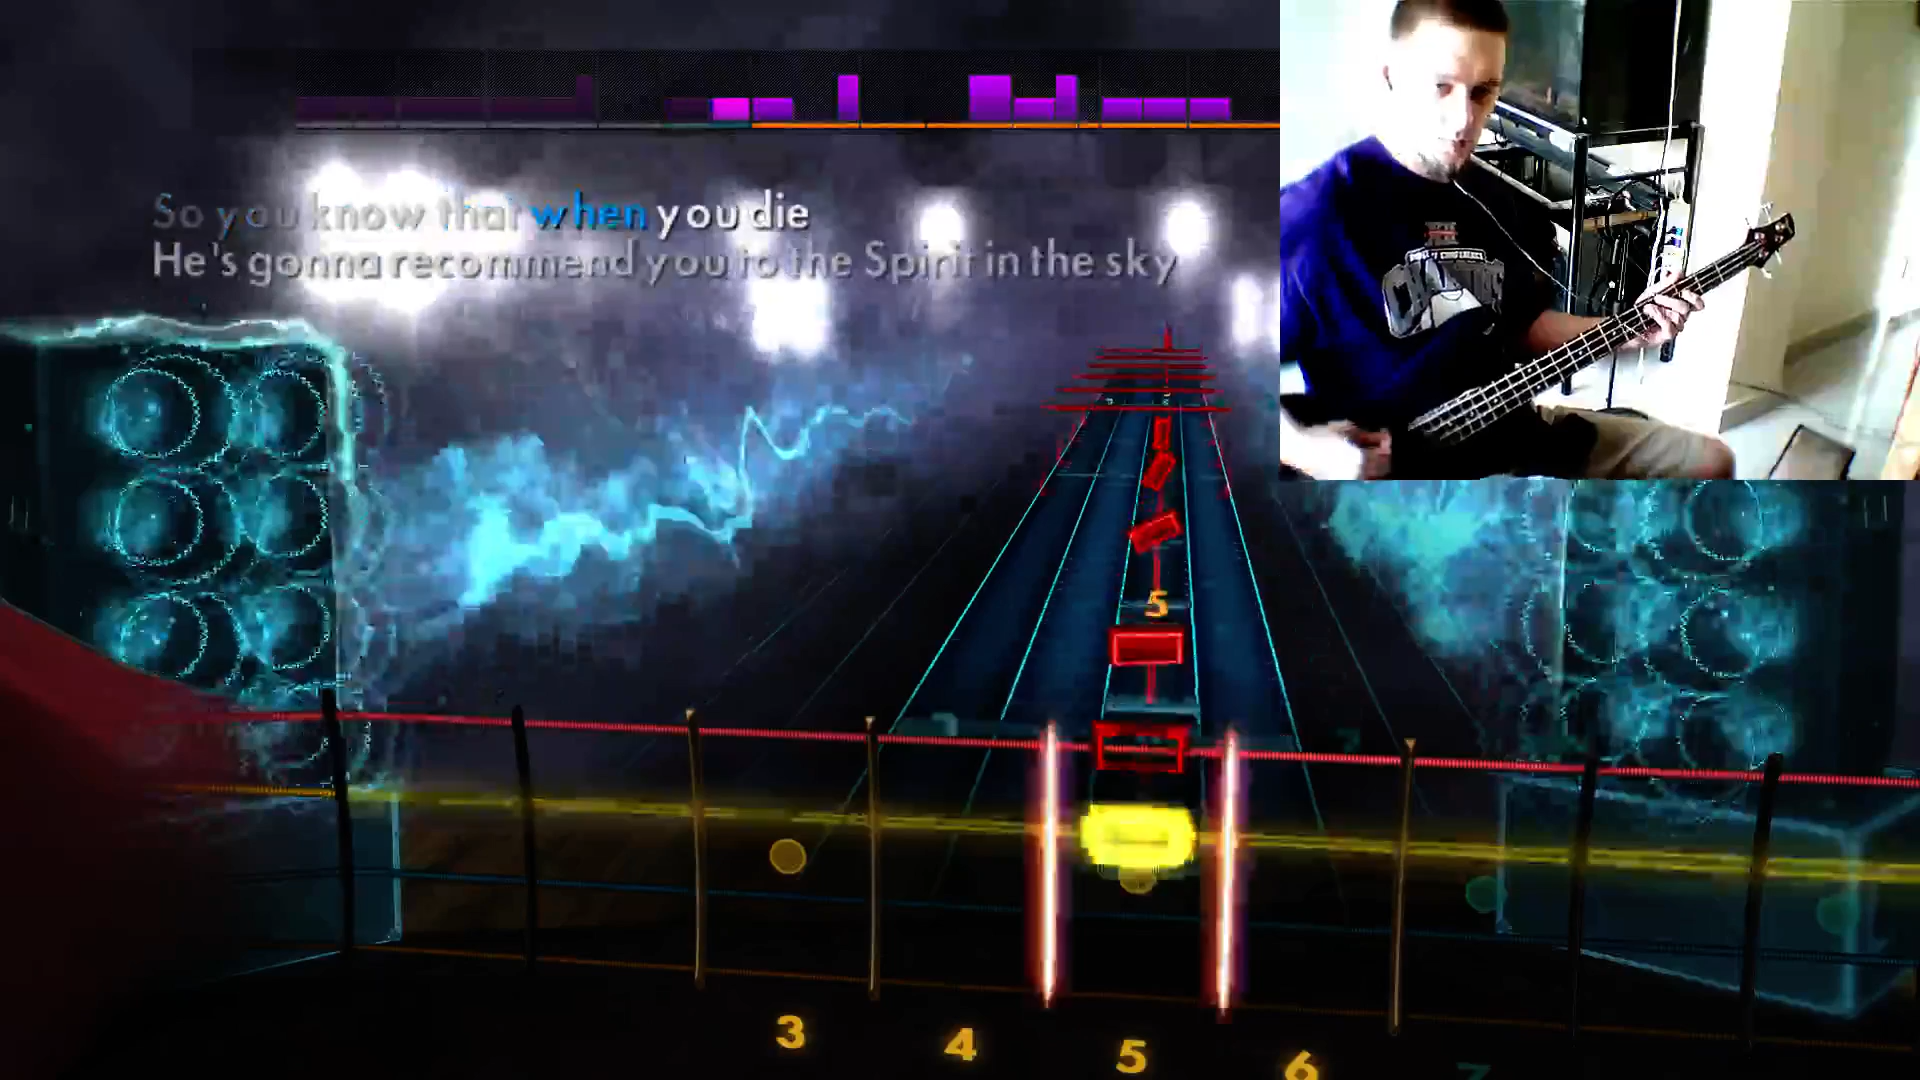 So you know that when you die
He's gonna recommend you to the Spirit in the sky
5
3 4 5 6 7